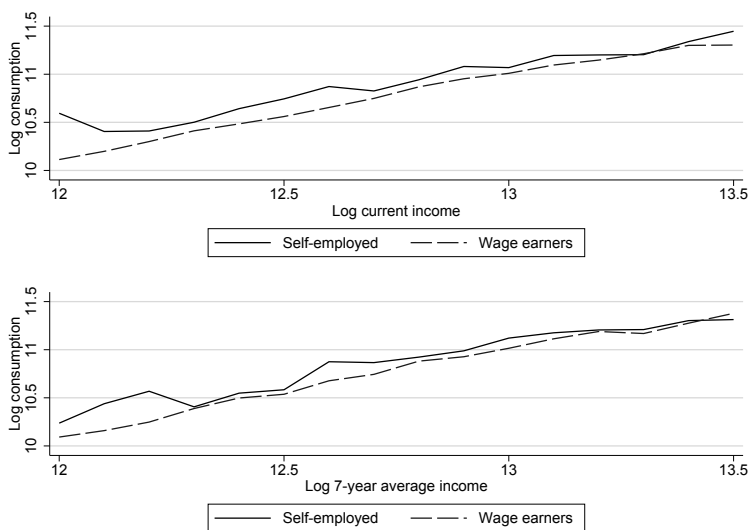 Log consumption
11.5
11
10.5
10
12
12.5
13
13.5
Log current income
Self-employed Wage earners
Log consumption
11.5
11
10.5
10
12
12.5
13
13.5
Log 7-year average income
Self-employed Wage earners